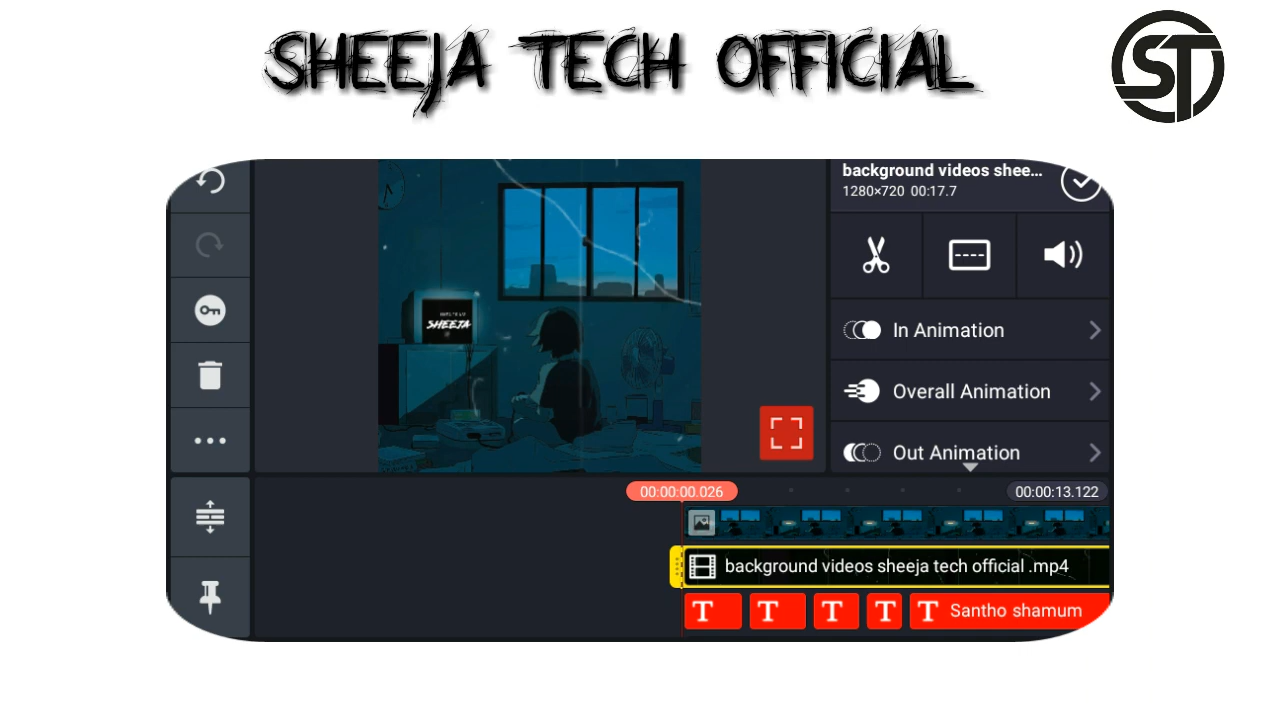 SHEEJA TECH OFFICIAL
ST
background videos shee...
1280×720 00:17.7
SHEEJA
In Animation
Overall Animation
Out Animation
00:00:00.026
00:00:13.122
background videos sheeja tech official .mp4
T T T T T Santho shamum